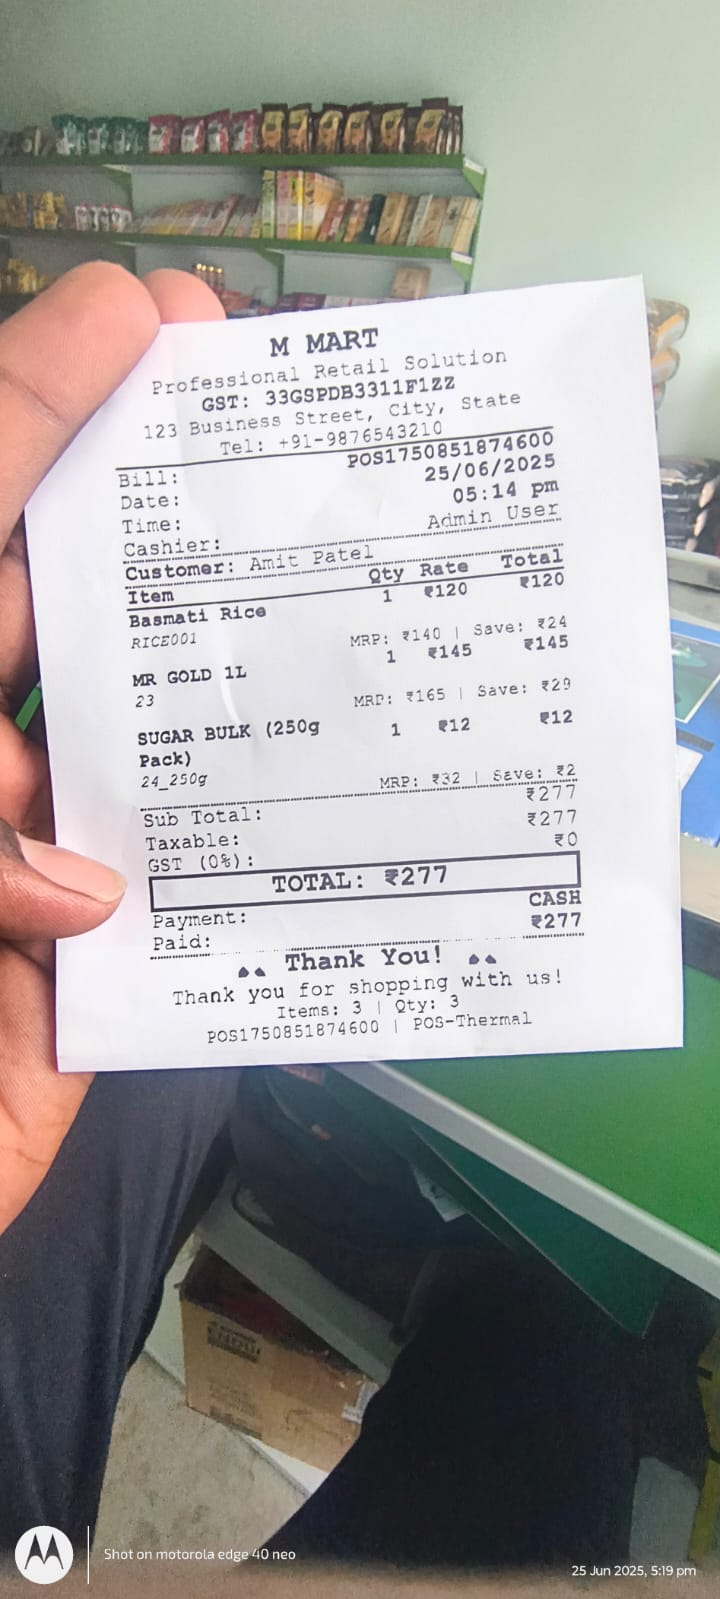 M MART
Professional Retail Solution
GST: 33GSPDB3311F1ZZ
123 Business Street, City, State
Tel: +91-9876543210
Bill: POS1750851874600
Date: 25/06/2025
Time: 05:14 pm
Cashier: Admin User
Customer: Amit Patel
Item Qty Rate Total
Basmati Rice 1 ₹120 ₹120
RICE001
MRP: ₹140 | Save: ₹24
MR GOLD 1L 1 ₹145 ₹145
23
MRP: ₹165 | Save: ₹29
SUGAR BULK (250g 1 ₹12 ₹12
Pack)
24_250g
MRP: ₹32 | Save: ₹2
Sub Total: ₹277
Taxable: ₹277
GST (0%): ₹0
TOTAL: ₹277
Payment: CASH
Paid: ₹277
Thank You!
Thank you for shopping with us!
Items: 3 | Qty: 3
POS1750851874600 | POS-Thermal
Shot on motorola edge 40 neo
25 Jun 2025, 5:19 pm